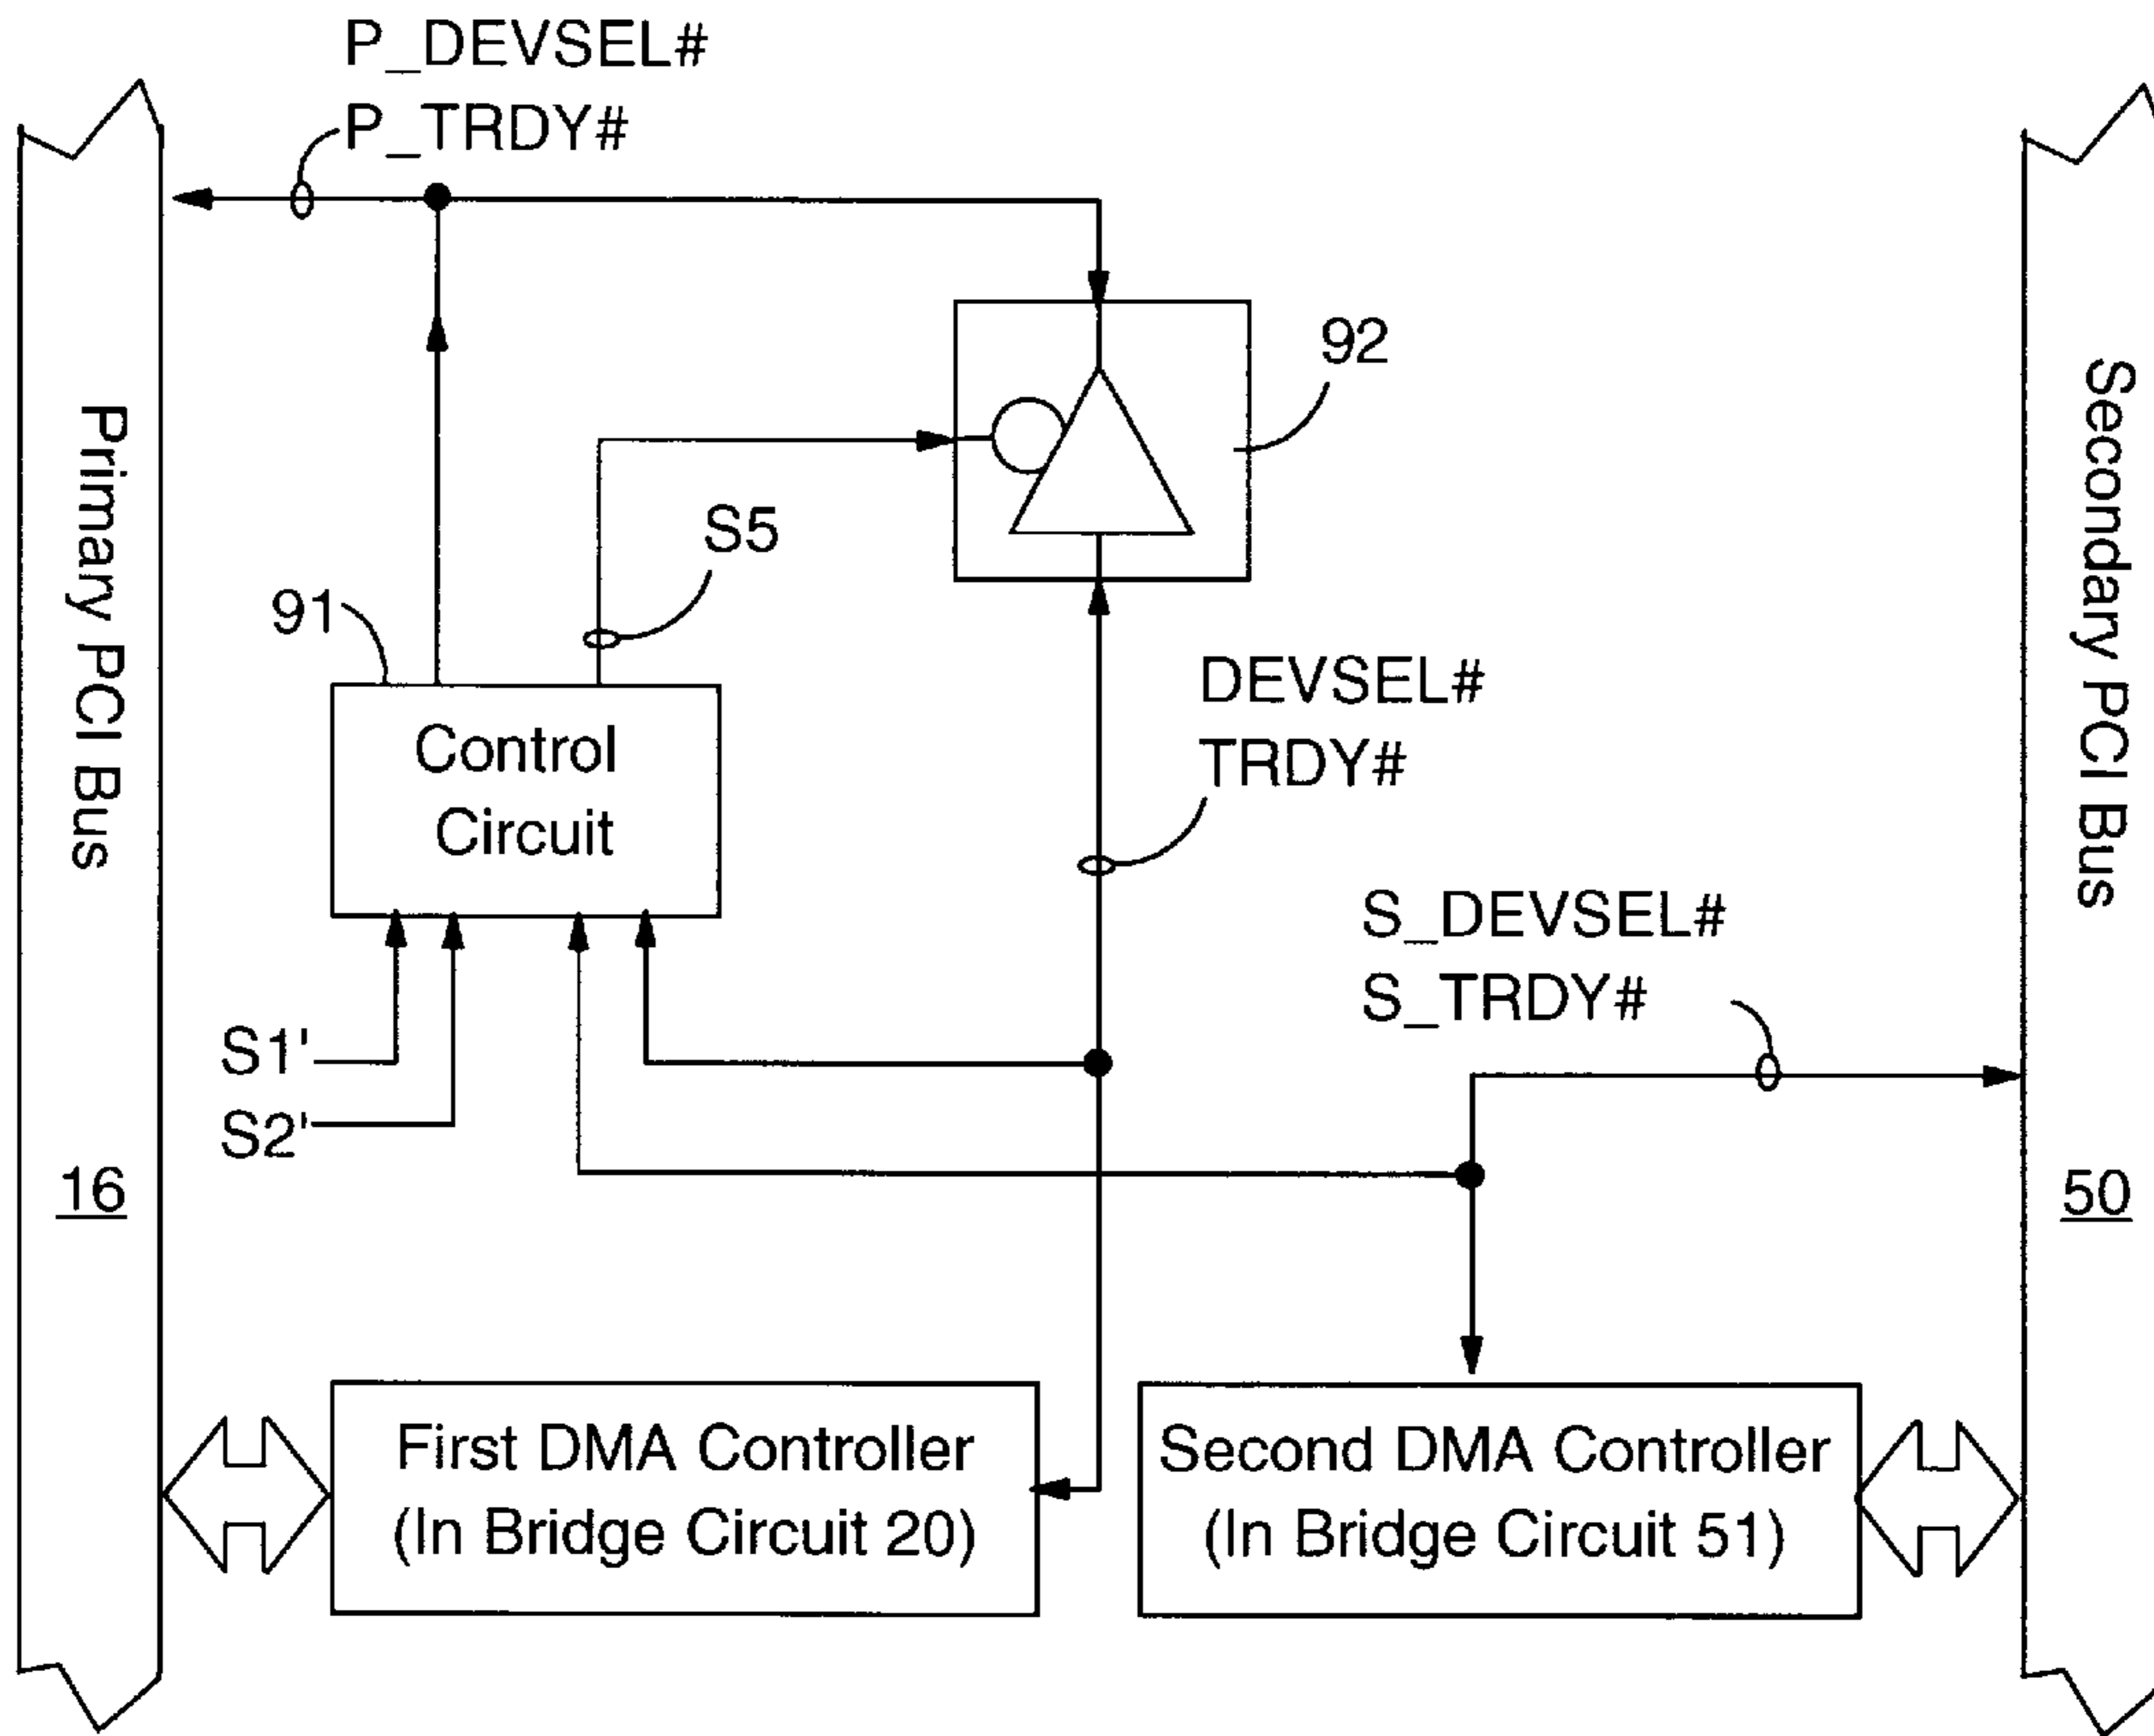 P_DEVSEL#
P_TRDY#
92
S5
91
Primary PCI Bus
Secondary PCI Bus
Control
Circuit
DEVSEL#
TRDY#
S_DEVSEL#
S_TRDY#
S1'
S2'
16
50
First DMA Controller
(In Bridge Circuit 20)
Second DMA Controller
(In Bridge Circuit 51)